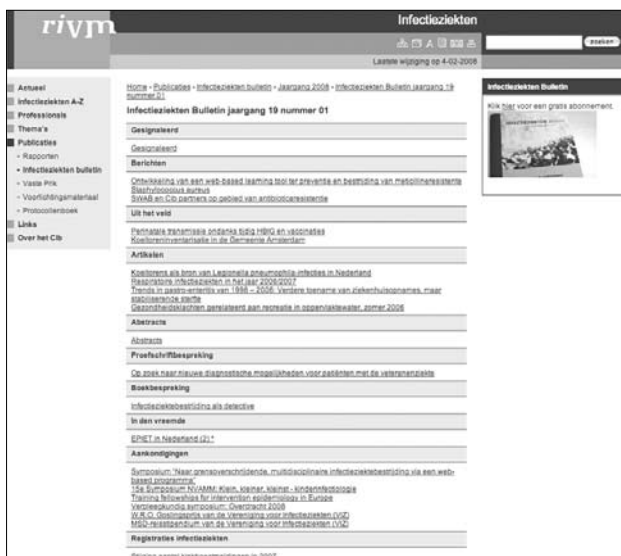 rivm
Infectieziekten
zoeken
Laatste wijziging op 4-02-2008
Actueel
Infectieziekten A-Z
Professionals
Thema's
Publicaties
- Rapporten
- Infectieziekten bulletin
- Vaste Prik
- Voorlichtingsmateriaal
- Protocollenboek
Links
Over het CIb
Home - Publicaties - Infectieziekten bulletin - Jaargang 2008 - Infectieziekten Bulletin jaargang 19
nummer 01
Infectieziekten Bulletin jaargang 19 nummer 01
Gesignaleerd
Gesignaleerd
Berichten
Ontwikkeling van een web-based learning tool ter preventie en bestrijding van meticillineresistente
Staphylococcus aureus
SWAB en CIb partners op gebied van antibioticaresistentie
Uit het veld
Perinatale transmissie ondanks tijdig HBIG en vaccinaties
Koeltoreninventarisatie in de Gemeente Amsterdam
Artikelen
Koeltorens als bron van Legionella pneumophila-infecties in Nederland
Respiratoire infectieziekten in het jaar 2006/2007
Trends in gastro-enteritis van 1996 – 2006: Verdere toename van ziekenhuisopnames, maar
stabiliserende sterfte
Gezondheidsklachten gerelateerd aan recreatie in oppervlaktewater, zomer 2006
Abstracts
Abstracts
Proefschriftbespreking
Op zoek naar nieuwe diagnostische mogelijkheden voor patiënten met de veteranenziekte
Boekbespreking
Infectieziektebestrijding als detective
In den vreemde
EPIET in Nederland (2) *
Aankondigingen
Symposium "Naar grensoverschrijdende, multidisciplinaire infectieziektebestrijding via een web-
based programma"
15e Symposium NVAMM: Klein, kleiner, kleinst - kinderinfectiologie
Training fellowships for intervention epidemiology in Europe
Verpleegkundig symposium: Overdracht 2008
W.R.O. Goslingsprijs van de Vereniging voor Infectieziekten (VIZ)
MSD-reisstipendium van de Vereniging voor Infectieziekten (VIZ)
Registraties infectieziekten
Infectieziekten Bulletin
Klik hier voor een gratis abonnement.